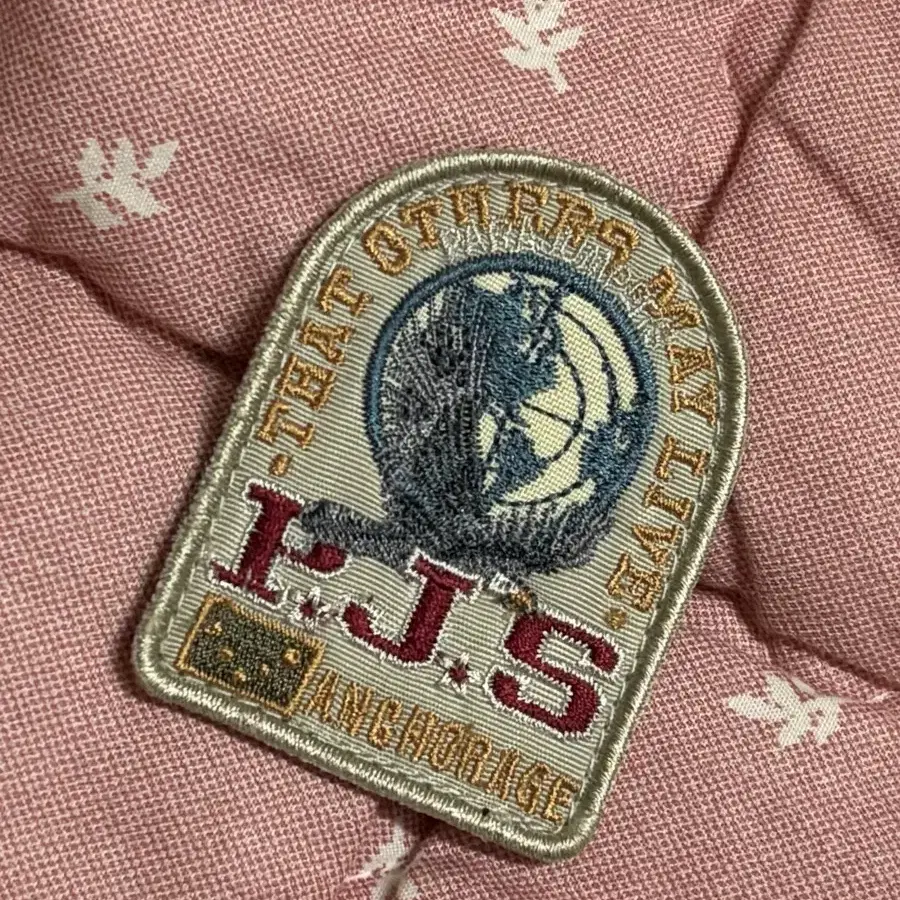 -THAT OTHERS MAY LIVE-
P.J.S
ANCHORAGE